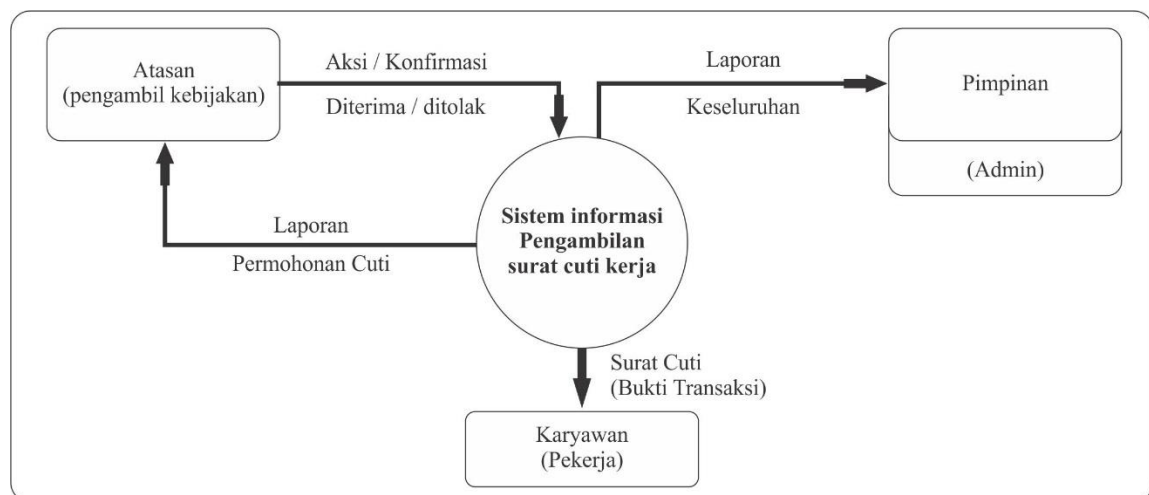 Atasan
(pengambil kebijakan)
Aksi / Konfirmasi
Diterima / ditolak
Laporan
Keseluruhan
Pimpinan
(Admin)
Laporan
Permohonan Cuti
Sistem informasi
Pengambilan
surat cuti kerja
Surat Cuti
(Bukti Transaksi)
Karyawan
(Pekerja)